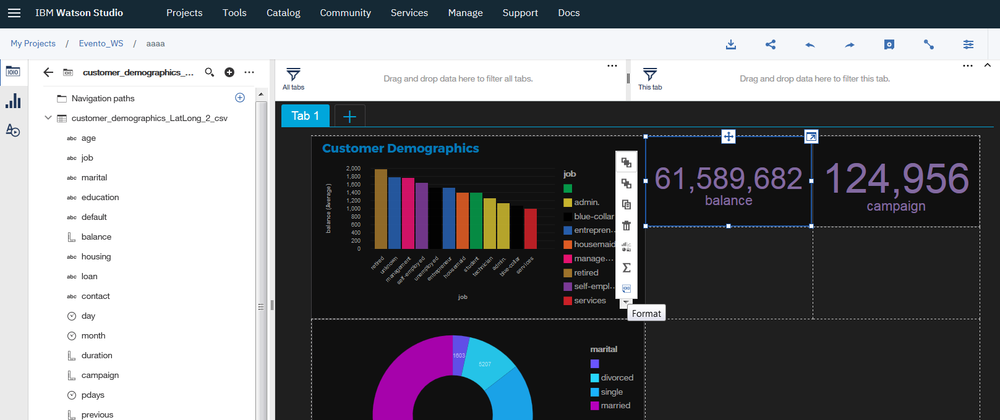 IBM Watson Studio
Projects
Tools
Catalog
Community
Services
Manage
Support
Docs
My Projects / Evento_WS / aaaa
customer_demographics_...
Navigation paths
customer_demographics_LatLong_2_csv
abc age
abc job
abc marital
abc education
abc default
balance
abc housing
abc loan
abc contact
day
month
duration
campaign
pdays
previous
All tabs
Drag and drop data here to filter all tabs.
This tab
Drag and drop data here to filter this tab.
Tab 1
Customer Demographics
balance (Average)
2,000
1,800
1,600
1,400
1,200
1,000
800
600
400
200
0
retired
unknown
management
self-employed
unemployed
entrepreneur
housemaid
student
technician
admin.
blue-collar
services
job
job
admin.
blue-collar
entrepren...
housemaid
manage...
retired
self-empl...
services
Format
61,589,682
balance
124,956
campaign
1603
5207
marital
divorced
single
married